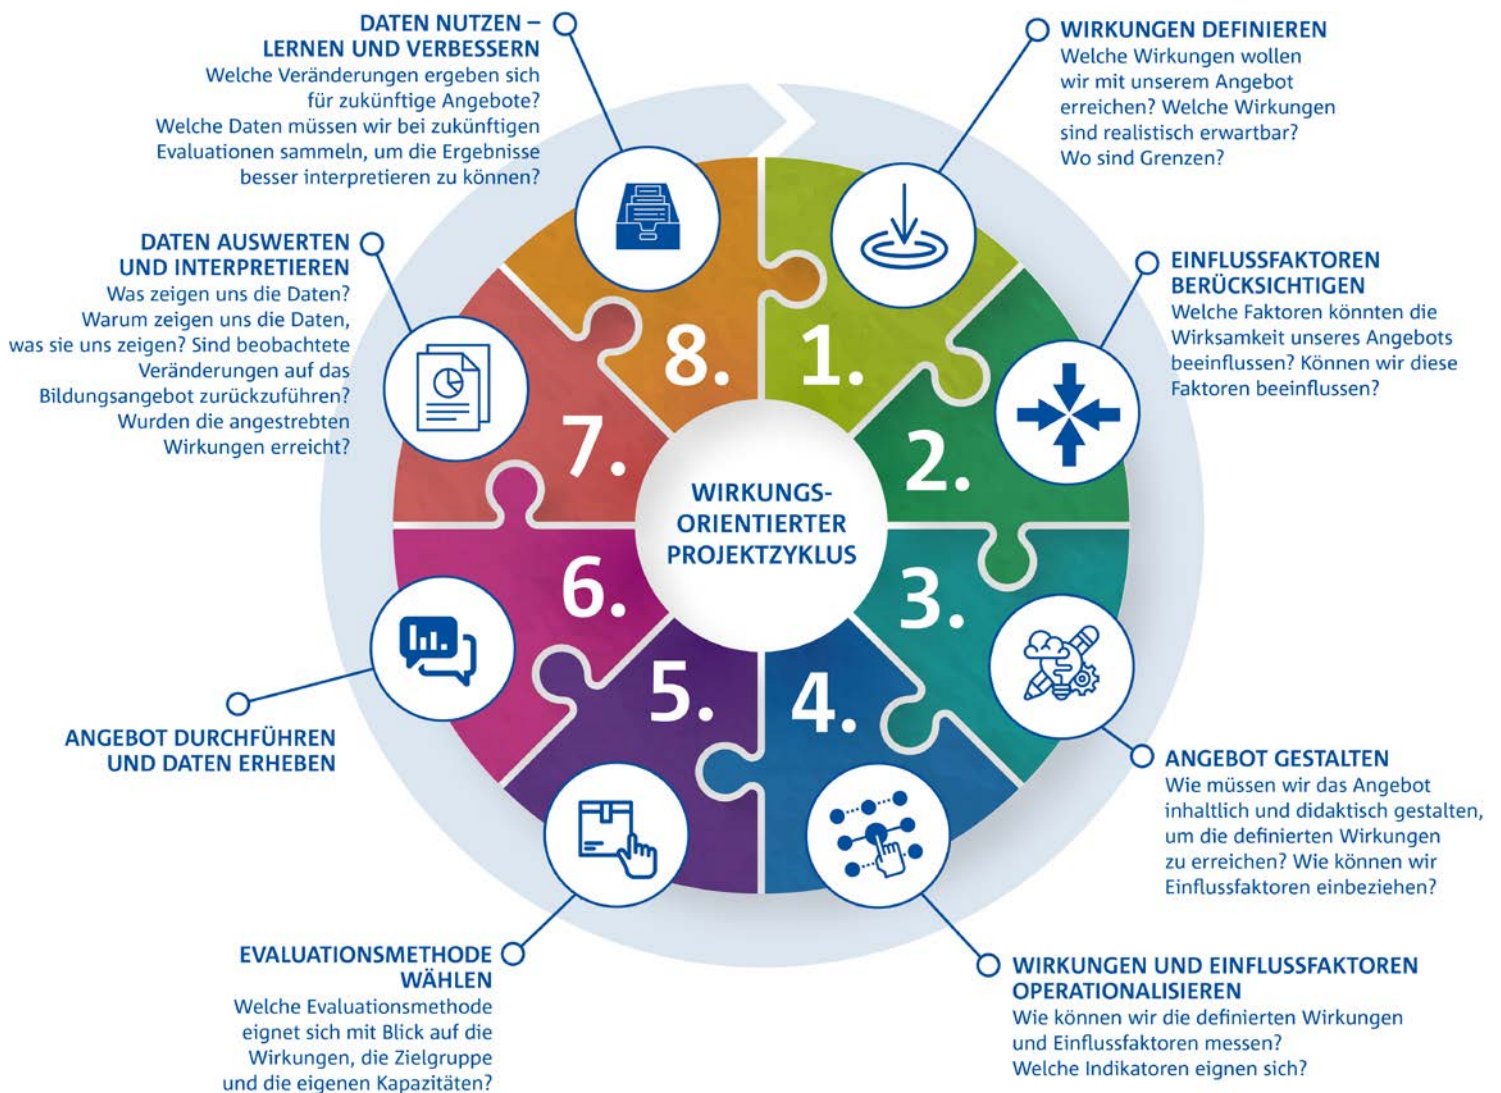 WIRKUNGS-
ORIENTIERTER
PROJEKTZYKLUS
1.
WIRKUNGEN DEFINIEREN
Welche Wirkungen wollen
wir mit unserem Angebot
erreichen? Welche Wirkungen
sind realistisch erwartbar?
Wo sind Grenzen?
2.
EINFLUSSFAKTOREN
BERÜCKSICHTIGEN
Welche Faktoren könnten die
Wirksamkeit unseres Angebots
beeinflussen? Können wir diese
Faktoren beeinflussen?
3.
ANGEBOT GESTALTEN
Wie müssen wir das Angebot
inhaltlich und didaktisch gestalten,
um die definierten Wirkungen
zu erreichen? Wie können wir
Einflussfaktoren einbeziehen?
4.
WIRKUNGEN UND EINFLUSSFAKTOREN
OPERATIONALISIEREN
Wie können wir die definierten Wirkungen
und Einflussfaktoren messen?
Welche Indikatoren eignen sich?
5.
EVALUATIONSMETHODE
WÄHLEN
Welche Evaluationsmethode
eignet sich mit Blick auf die
Wirkungen, die Zielgruppe
und die eigenen Kapazitäten?
6.
ANGEBOT DURCHFÜHREN
UND DATEN ERHEBEN
7.
DATEN AUSWERTEN
UND INTERPRETIEREN
Was zeigen uns die Daten?
Warum zeigen uns die Daten,
was sie uns zeigen? Sind beobachtete
Veränderungen auf das
Bildungsangebot zurückzuführen?
Wurden die angestrebten
Wirkungen erreicht?
8.
DATEN NUTZEN –
LERNEN UND VERBESSERN
Welche Veränderungen ergeben sich
für zukünftige Angebote?
Welche Daten müssen wir bei zukünftigen
Evaluationen sammeln, um die Ergebnisse
besser interpretieren zu können?